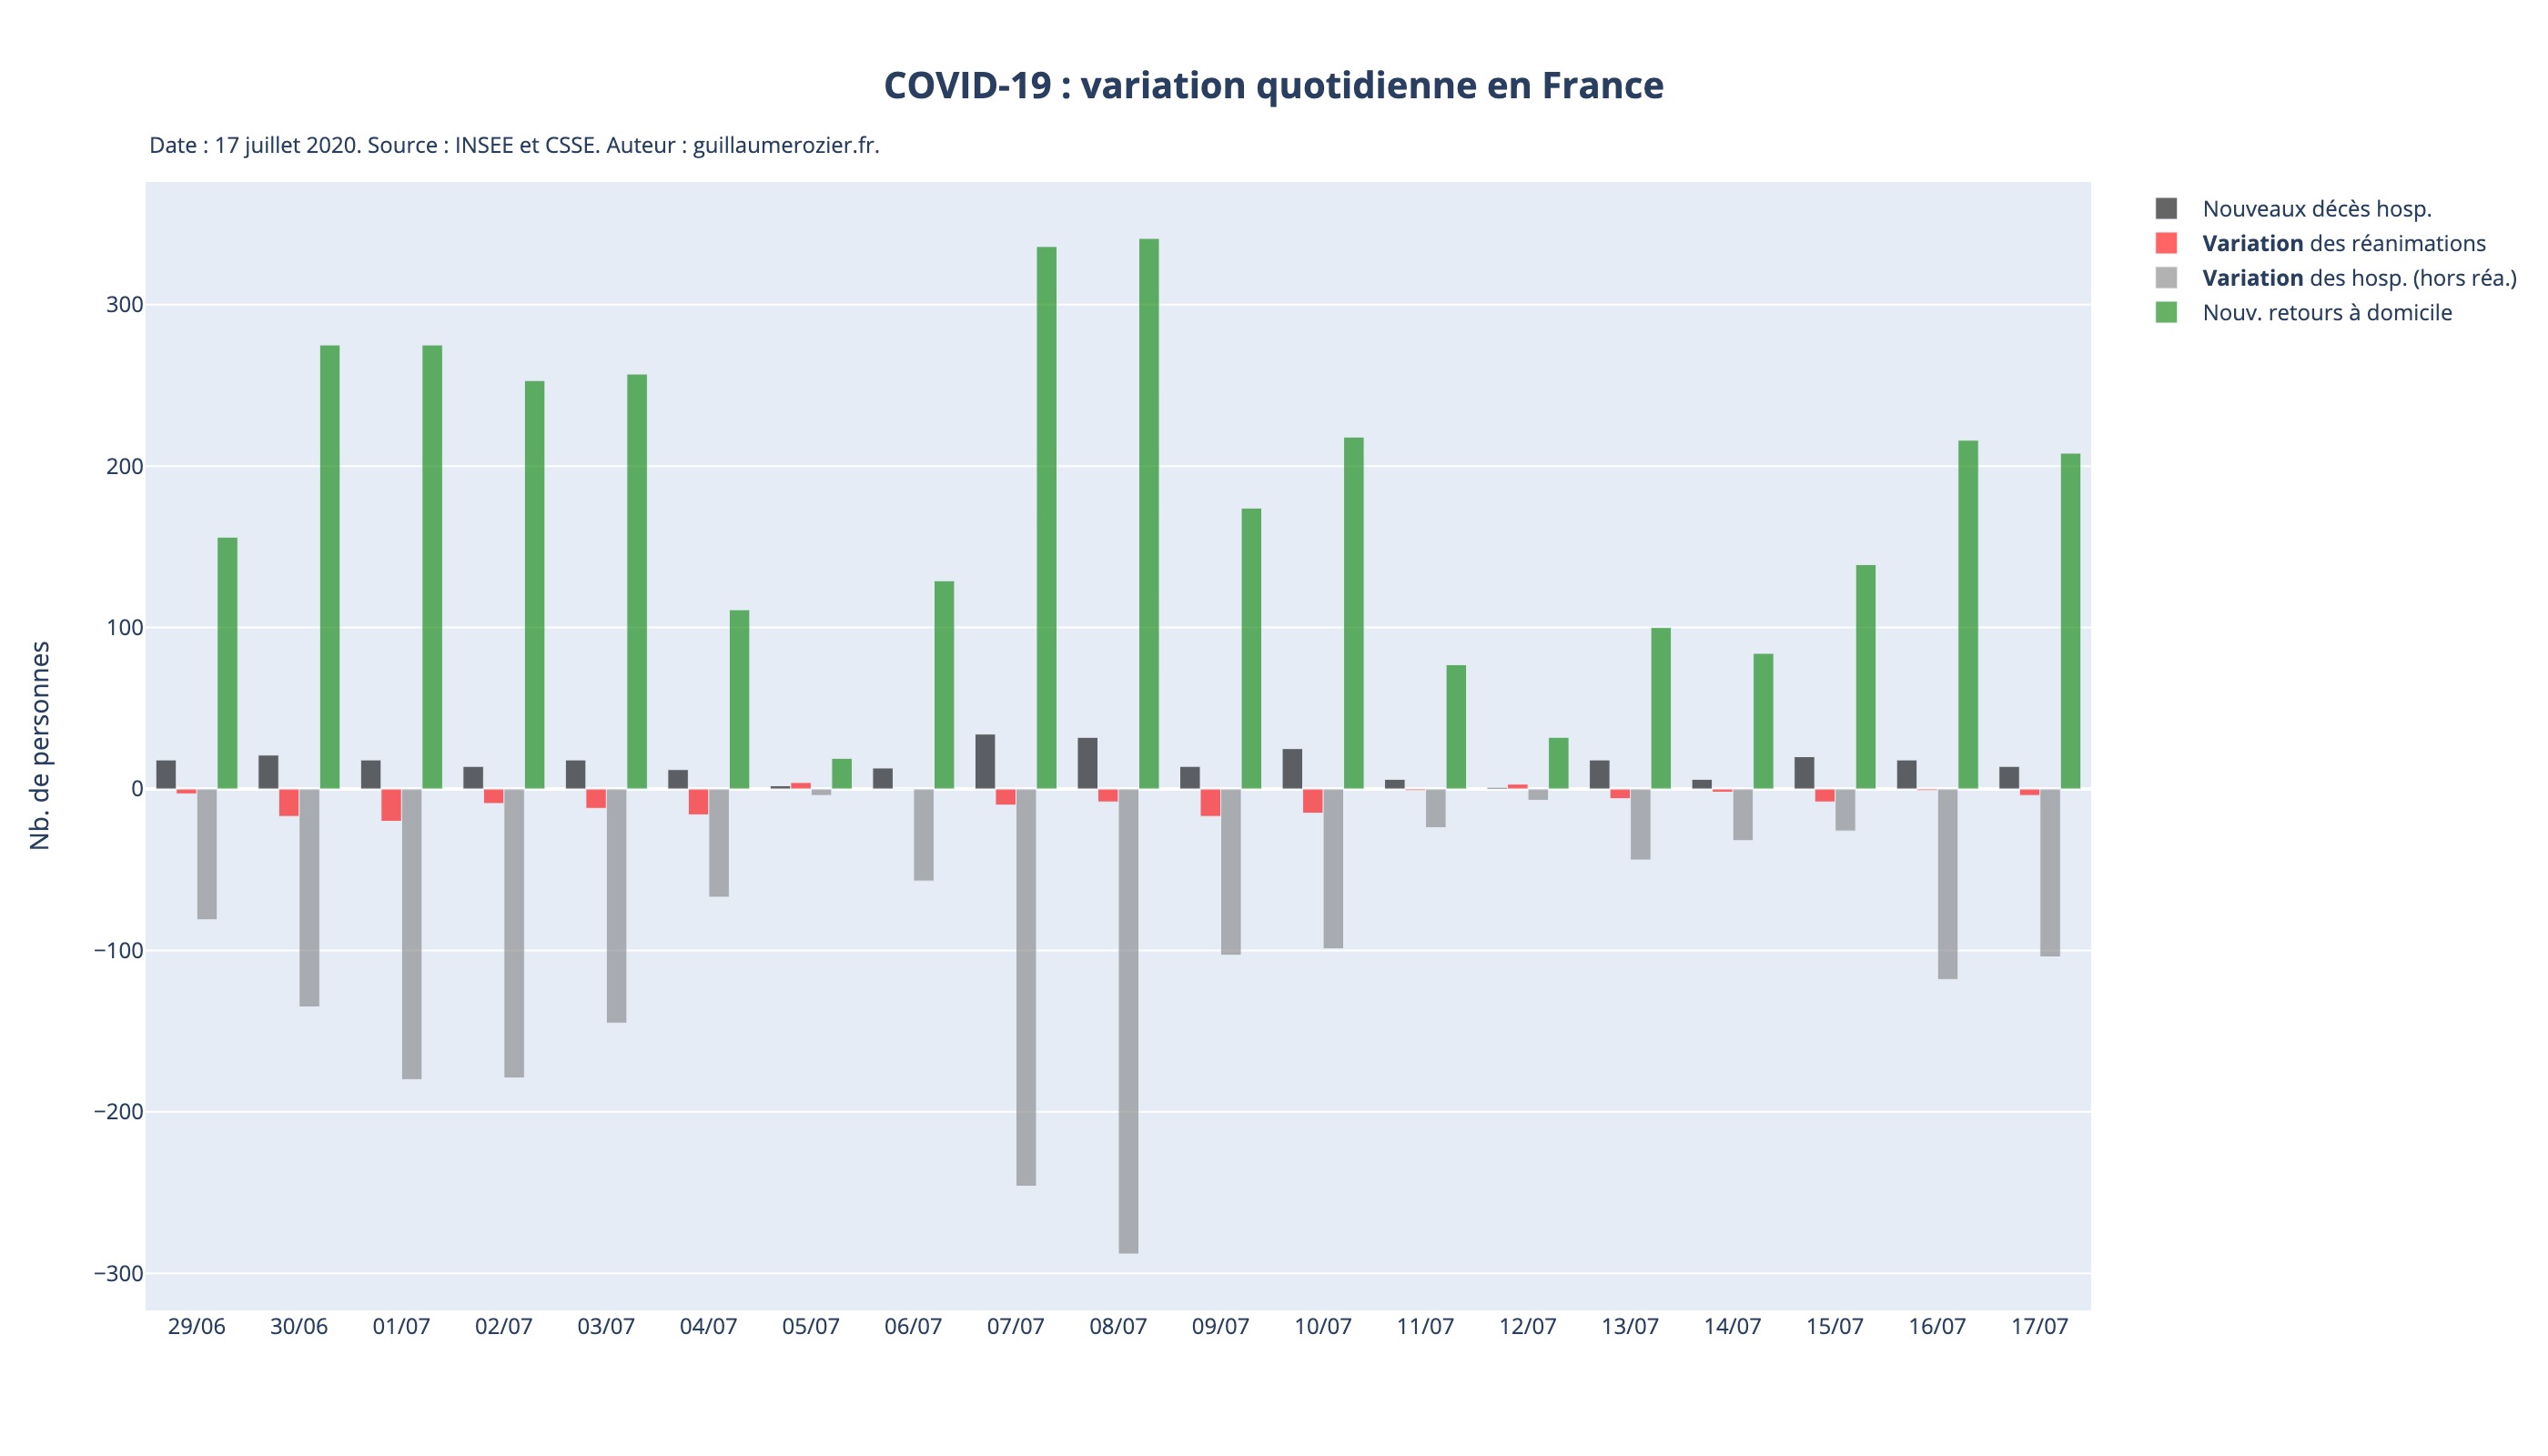 COVID-19 : variation quotidienne en France
Date : 17 juillet 2020. Source : INSEE et CSSE. Auteur : guillaumerozier.fr.
Nouveaux décès hosp.
Variation des réanimations
Variation des hosp. (hors réa.)
Nouv. retours à domicile
Nb. de personnes
300
200
100
0
−100
−200
−300
29/06 30/06 01/07 02/07 03/07 04/07 05/07 06/07 07/07 08/07 09/07 10/07 11/07 12/07 13/07 14/07 15/07 16/07 17/07